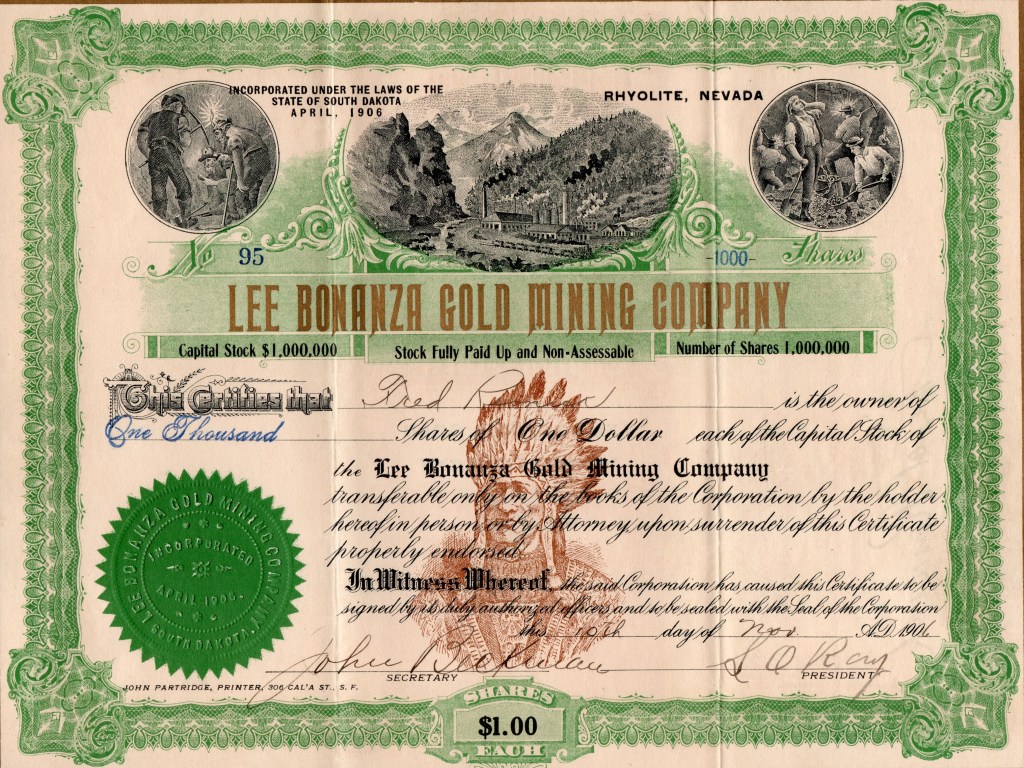 INCORPORATED UNDER THE LAWS OF THE
STATE OF SOUTH DAKOTA
APRIL, 1906
RHYOLITE, NEVADA
No 95
-1000- Shares
LEE BONANZA GOLD MINING COMPANY
Capital Stock $1,000,000
Stock Fully Paid Up and Non-Assessable
Number of Shares 1,000,000
This Certifies that Fred is the owner of
One Thousand Shares of One Dollar each of the Capital Stock of
the Lee Bonanza Gold Mining Company
transferable only on the books of the Corporation by the holder
hereof in person or by Attorney upon surrender of this Certificate
properly endorsed.
In Witness Whereof, the said Corporation has caused this Certificate to be
signed by its duly authorized officers and to be sealed with the Seal of the Corporation
this 19th day of Nov A.D. 1906
LEE BONANZA GOLD MINING COMPANY,
INCORPORATED
APRIL 1906.
SOUTH DAKOTA.
John Beckman
SECRETARY
S O Ray
PRESIDENT
JOHN PARTRIDGE, PRINTER, 306 CAL'A ST., S. F.
SHARES
$1.00
EACH